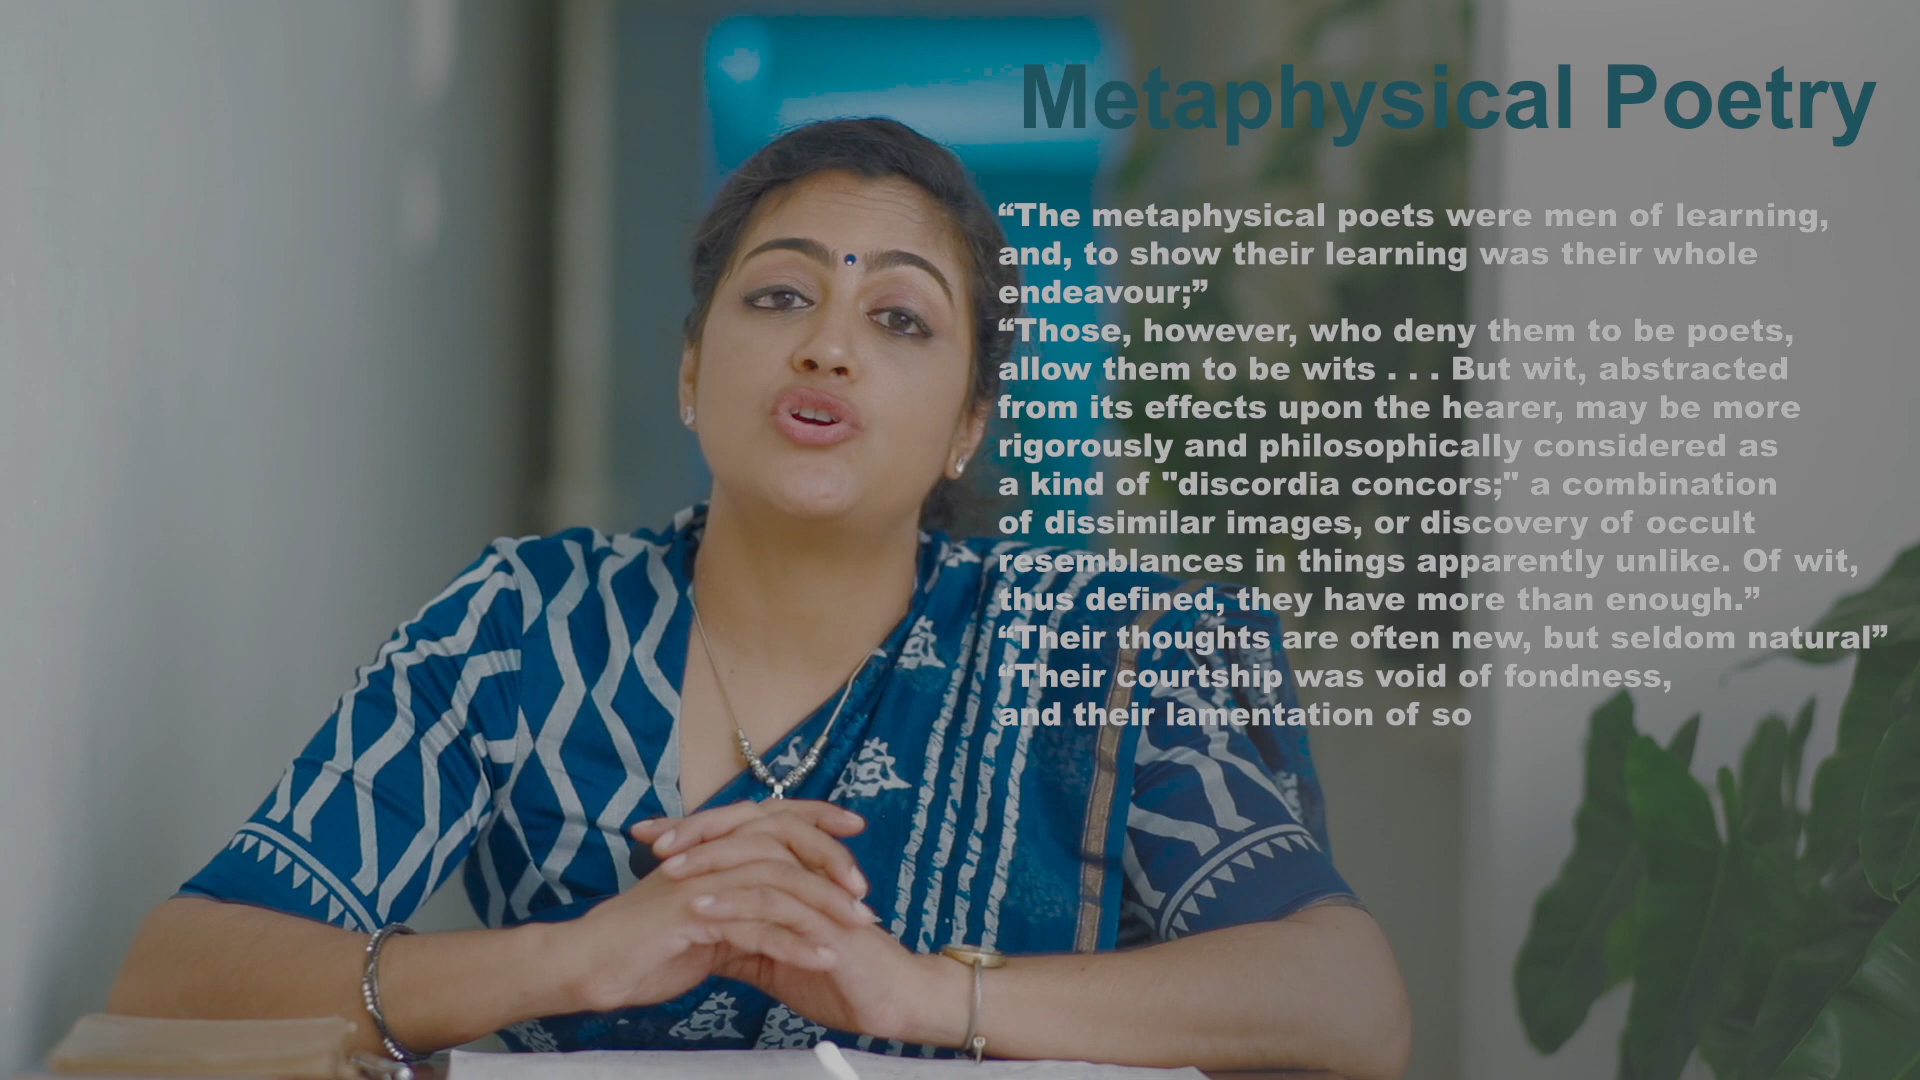 Metaphysical Poetry
“The metaphysical poets were men of learning,
and, to show their learning was their whole
endeavour;”
“Those, however, who deny them to be poets,
allow them to be wits . . . But wit, abstracted
from its effects upon the hearer, may be more
rigorously and philosophically considered as
a kind of "discordia concors;" a combination
of dissimilar images, or discovery of occult
resemblances in things apparently unlike. Of wit,
thus defined, they have more than enough.”
“Their thoughts are often new, but seldom natural”
“Their courtship was void of fondness,
and their lamentation of so